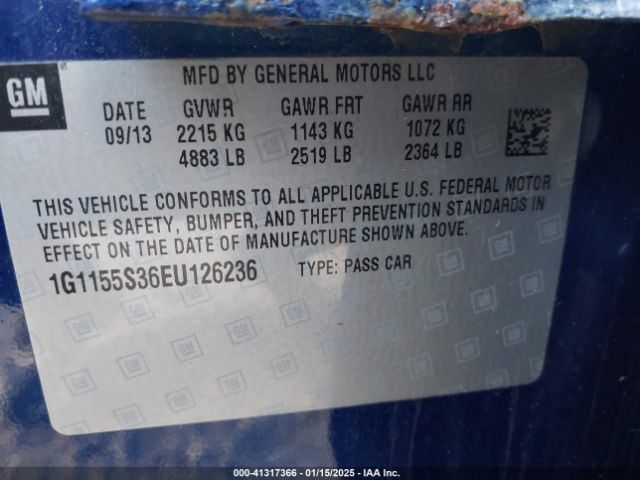 GM
MFD BY GENERAL MOTORS LLC
DATE GVWR GAWR FRT GAWR RR
09/13 2215 KG 1143 KG 1072 KG
4883 LB 2519 LB 2364 LB
THIS VEHICLE CONFORMS TO ALL APPLICABLE U.S. FEDERAL MOTOR
VEHICLE SAFETY, BUMPER, AND THEFT PREVENTION STANDARDS IN
EFFECT ON THE DATE OF MANUFACTURE SHOWN ABOVE.
1G1155S36EU126236 TYPE: PASS CAR
000-41317366 - 01/15/2025 - IAA Inc.